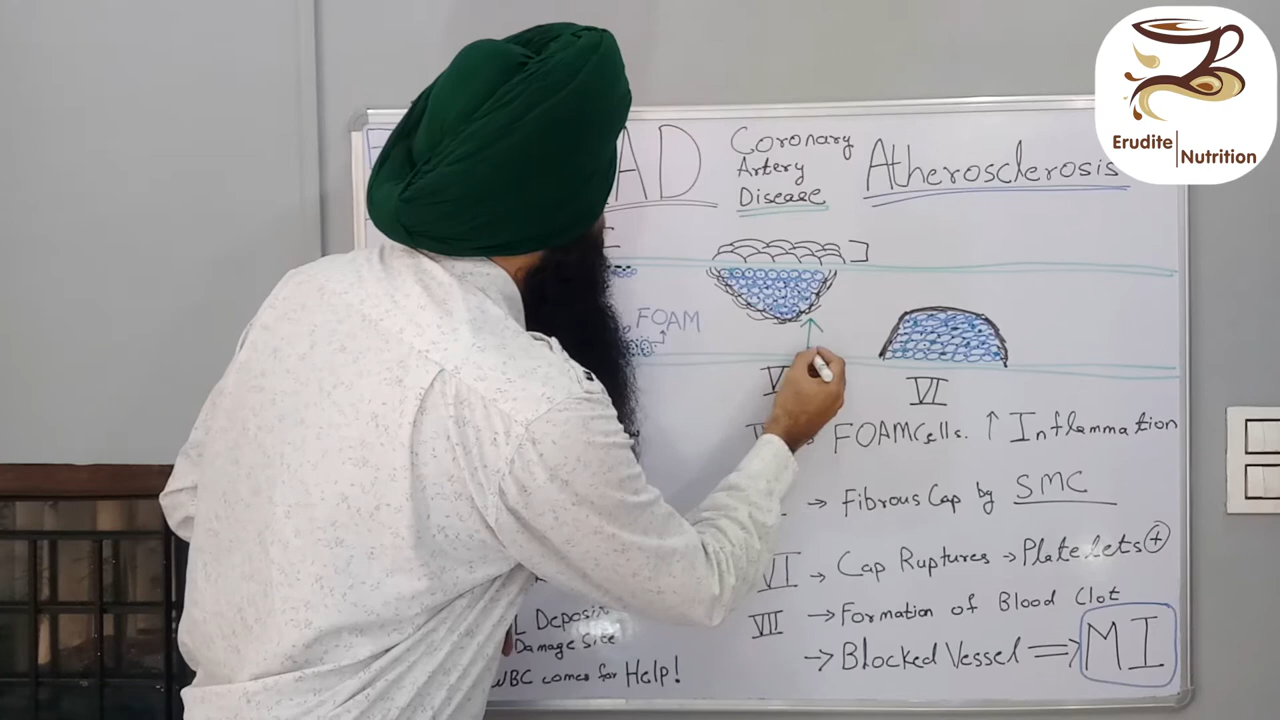 AD
Coronary
Artery
Disease
Atherosclerosis
Erudite
Nutrition
FOAM
VI
FOAM Cells. ↑ Inflammation
→ Fibrous Cap by SMC
VI → Cap Ruptures → Platelets +
VII → Formation of Blood Clot
→ Blocked Vessel ⇒ MI
L Deposit
Damage Site
WBC comes for Help!